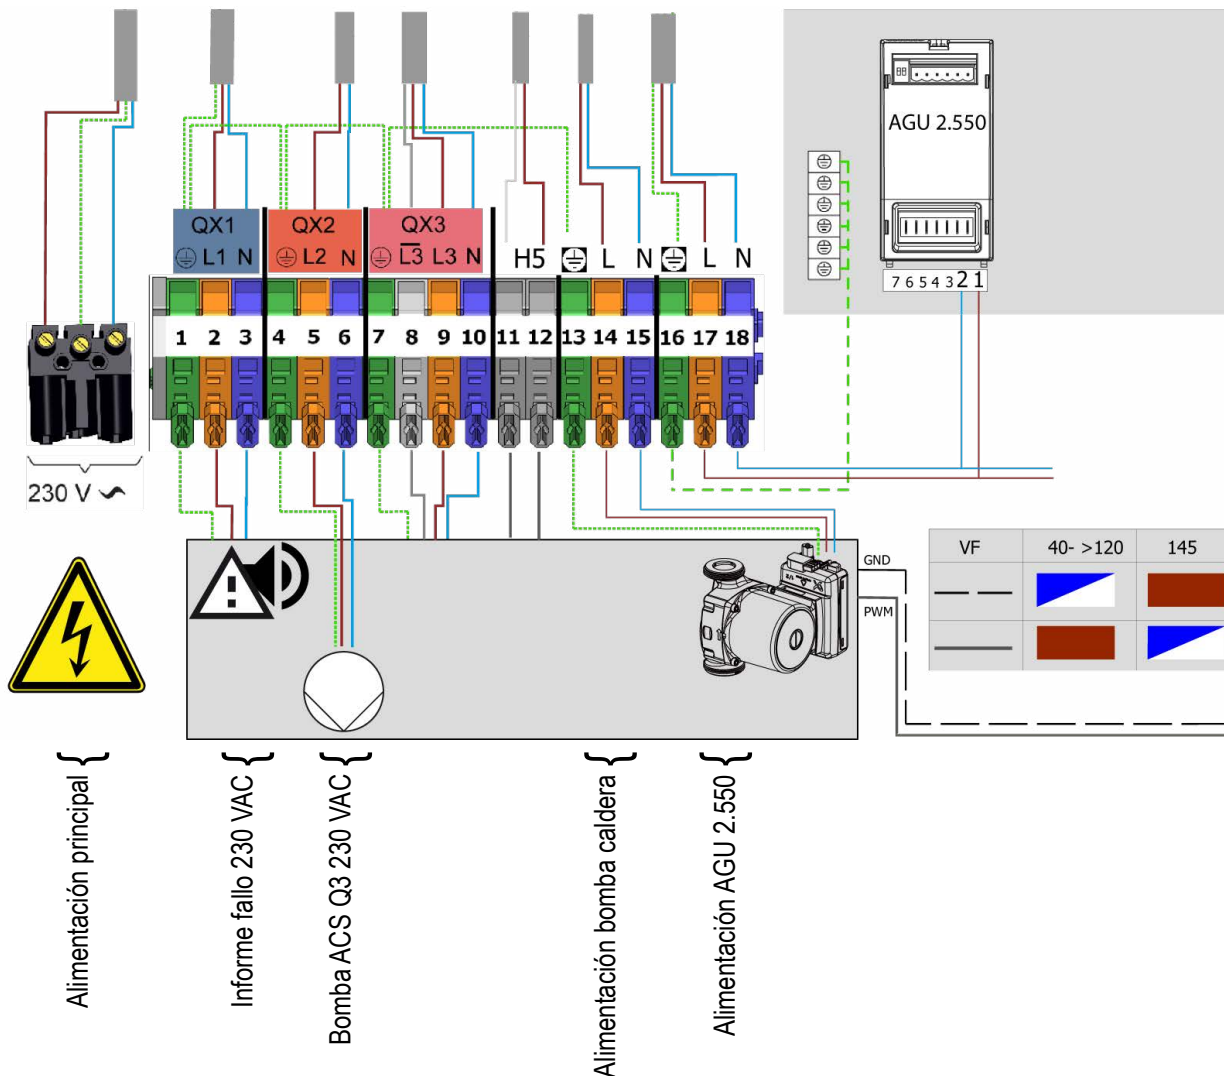 AGU 2.550
7 6 5 4 3 2 1
QX1
L1 N
QX2
L2 N
QX3
L3 L3 N
H5
L N
L N
1 2 3 4 5 6 7 8 9 10 11 12 13 14 15 16 17 18
230 V
GND
PWM
VF 40- >120 145
Alimentación principal
Informe fallo 230 VAC
Bomba ACS Q3 230 VAC
Alimentación bomba caldera
Alimentación AGU 2.550